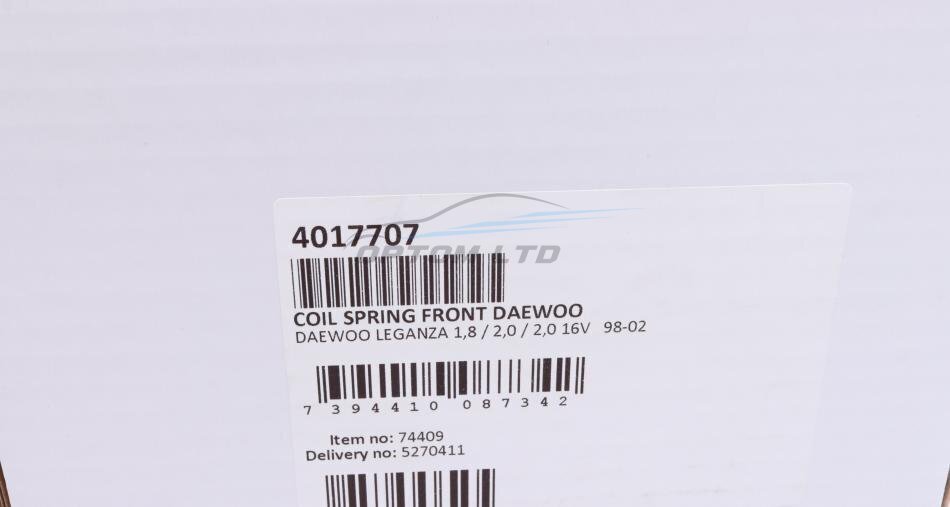 4017707
OPTOM LTD
COIL SPRING FRONT DAEWOO
DAEWOO LEGANZA 1,8 / 2,0 / 2,0 16V 98-02
7 394410 087342
Item no: 74409
Delivery no: 5270411